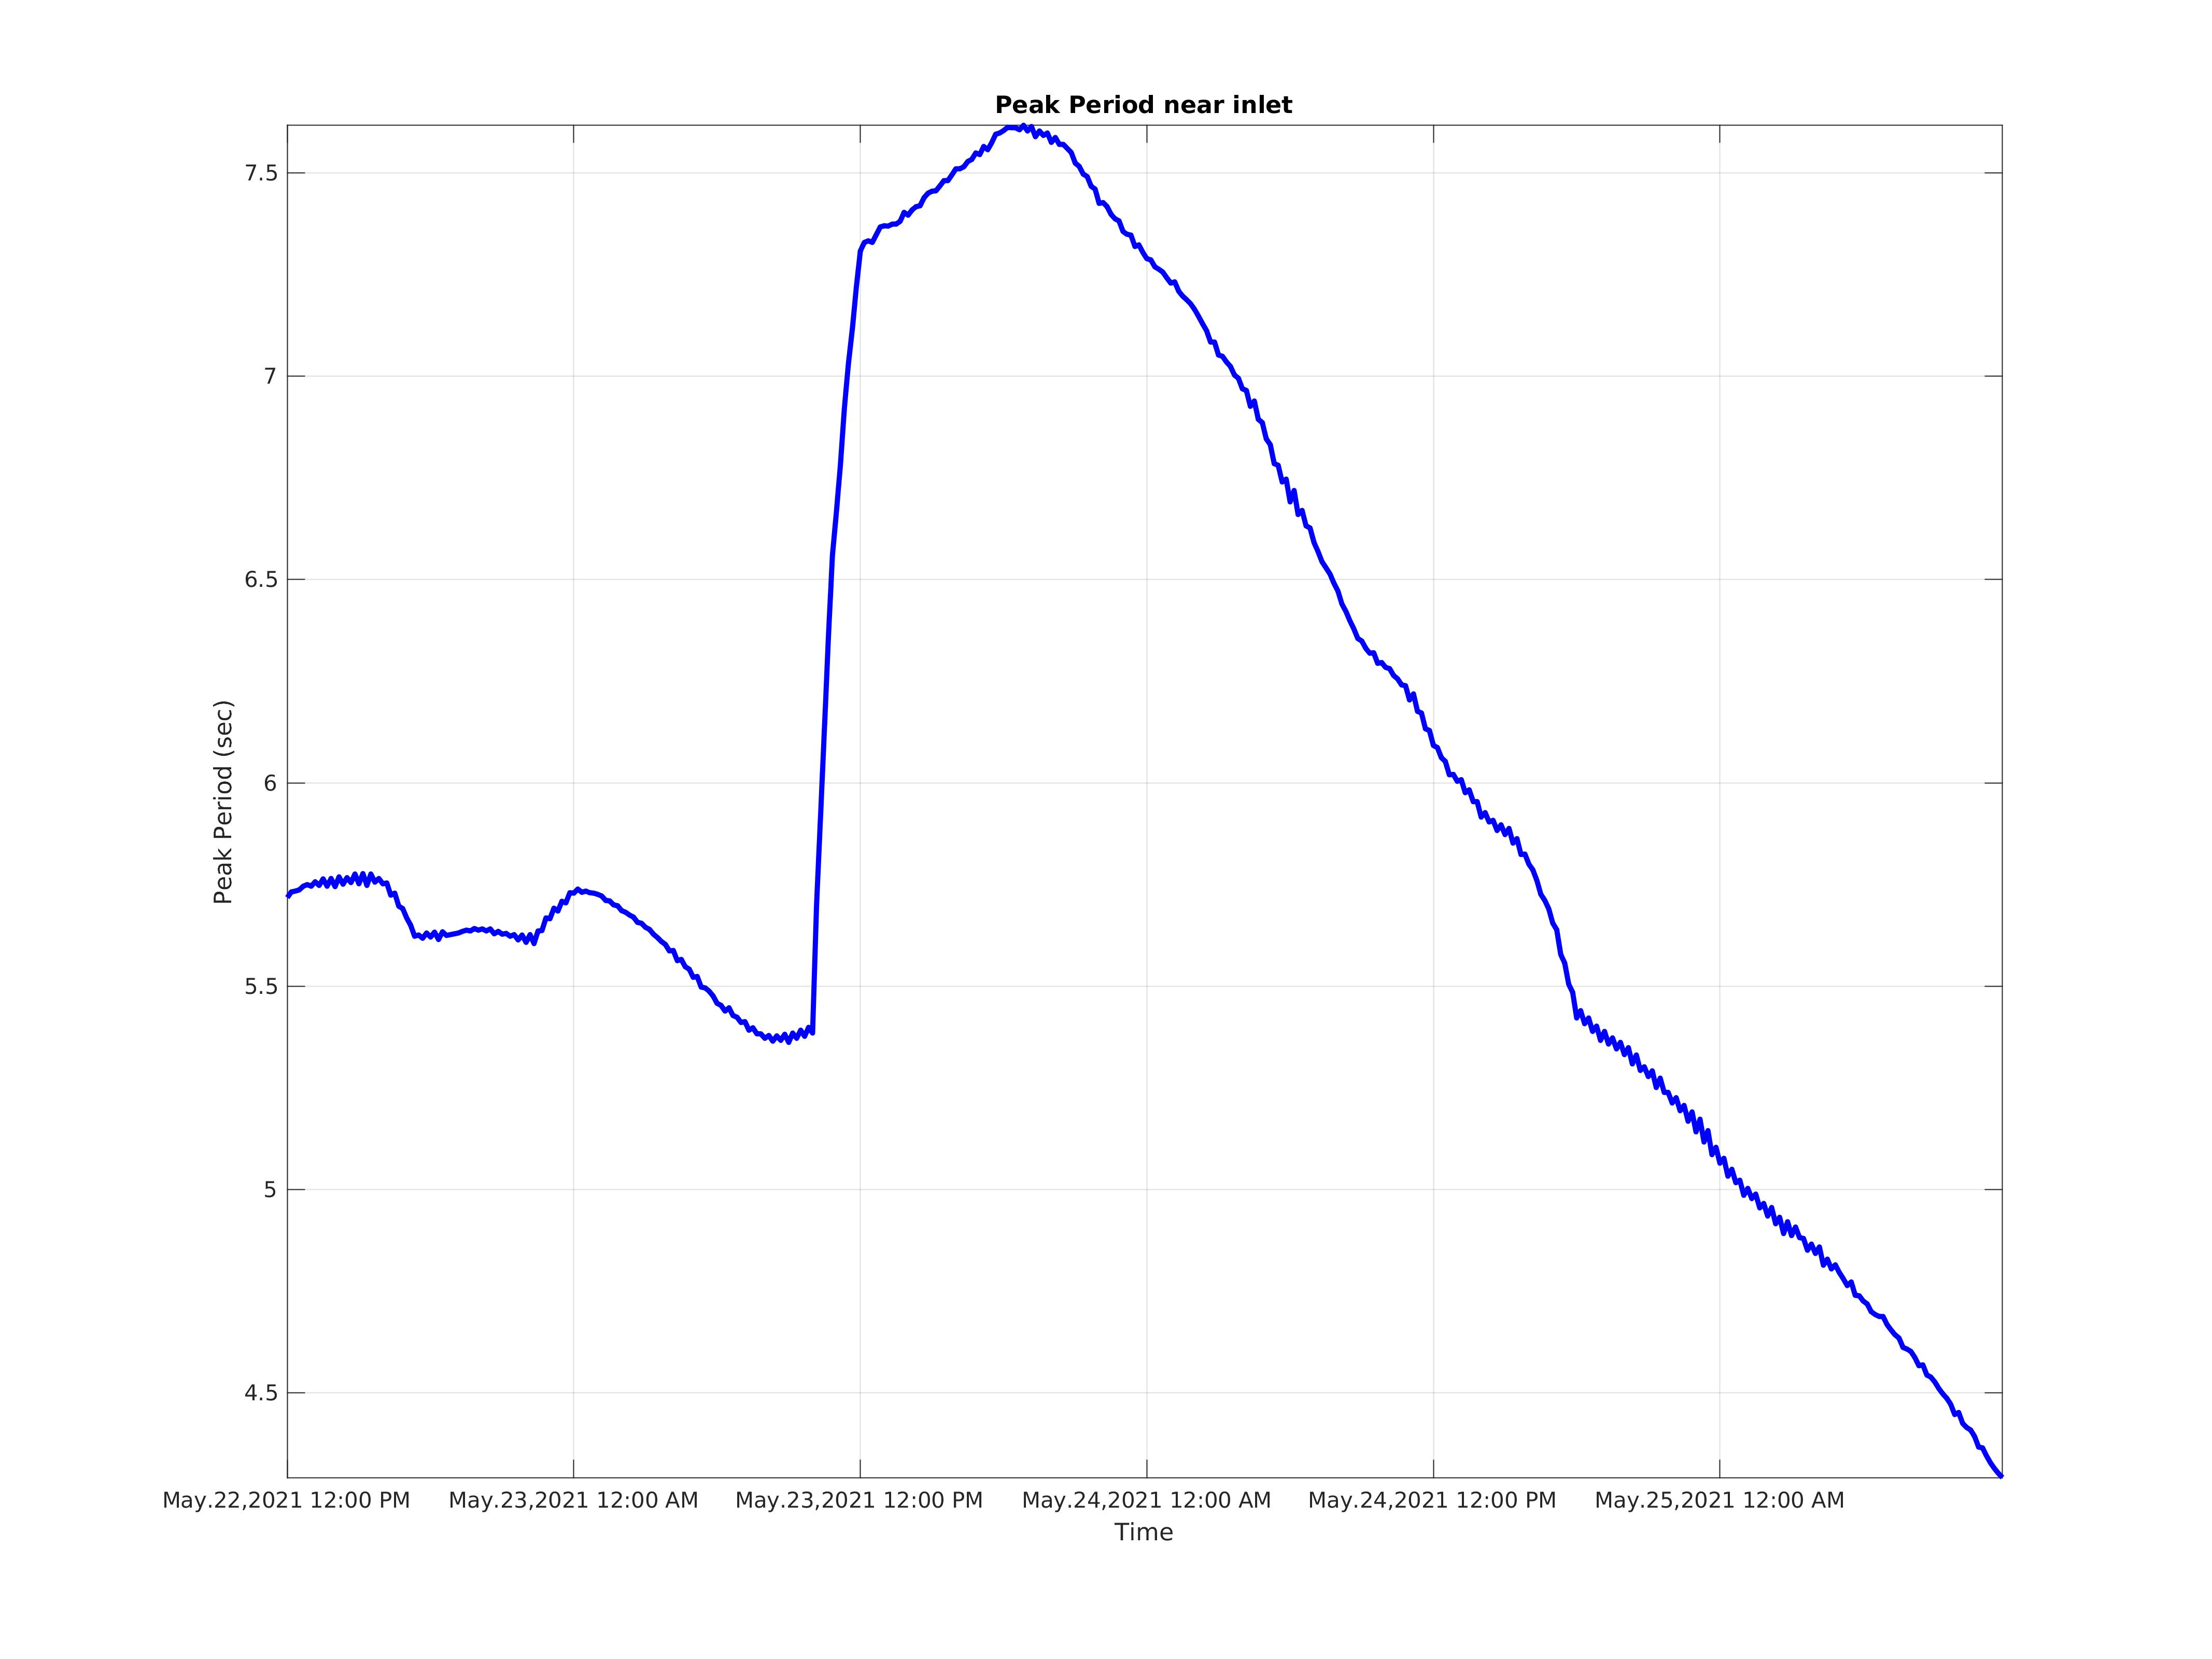 Peak Period near inlet
7.5
7
6.5
6
5.5
5
4.5
Peak Period (sec)
May.22,2021 12:00 PM
May.23,2021 12:00 AM
May.23,2021 12:00 PM
May.24,2021 12:00 AM
May.24,2021 12:00 PM
May.25,2021 12:00 AM
Time